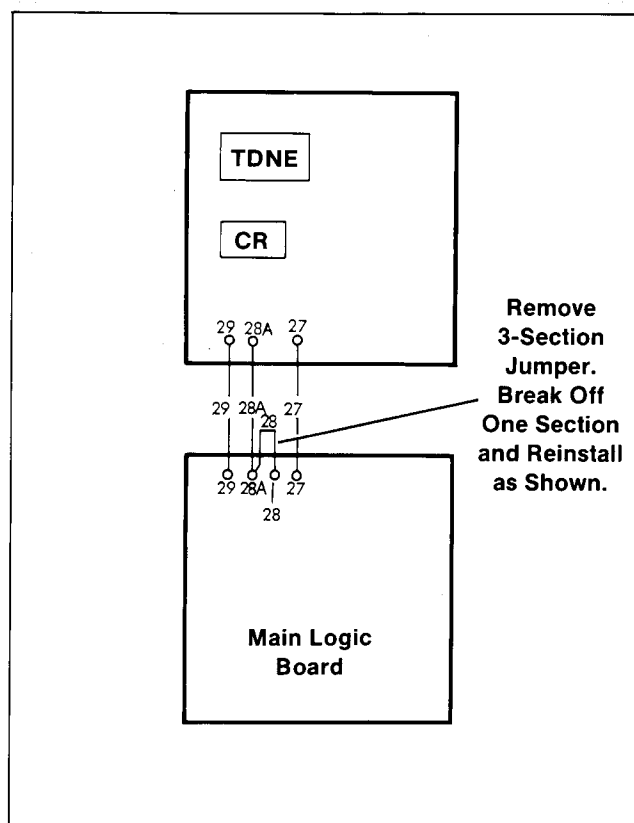 TDNE
CR
29 28A 27
29 28A 27
28
29 28A 27
28
Remove
3-Section
Jumper.
Break Off
One Section
and Reinstall
as Shown.
Main Logic
Board